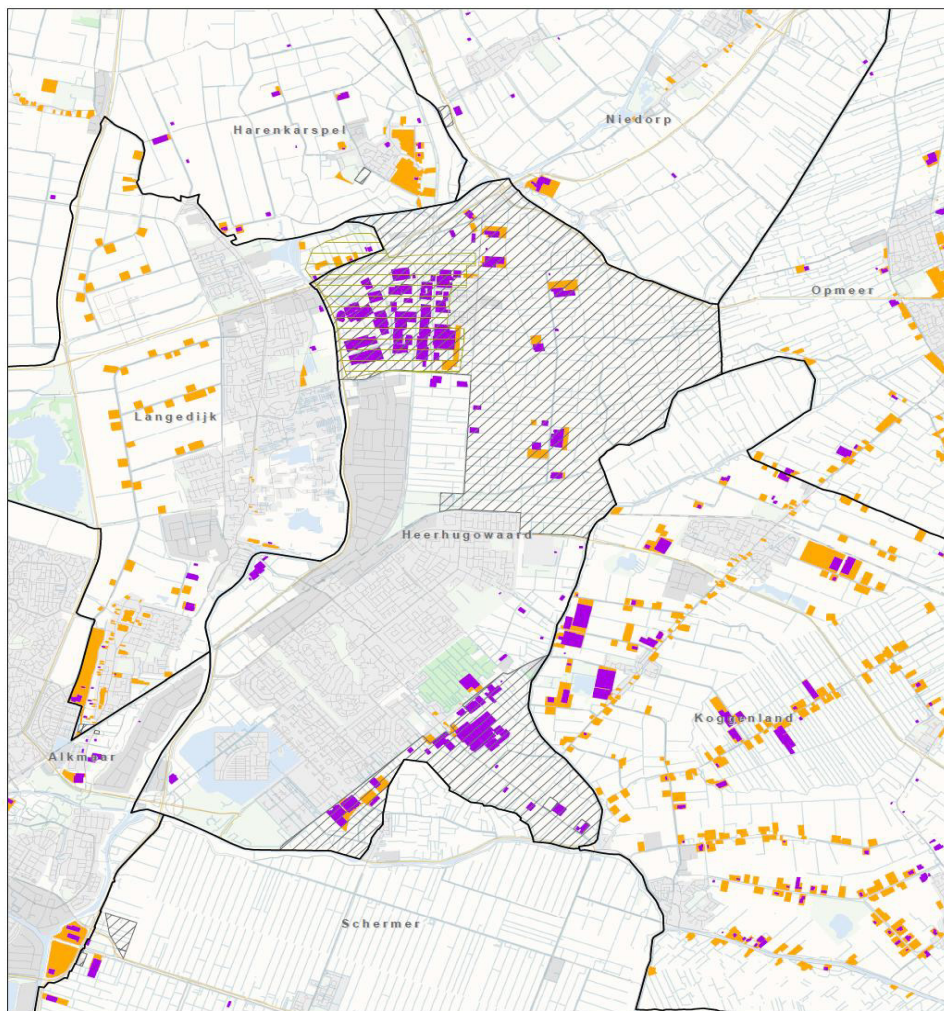 Niedorp
Harenkarspel
Opmeer
Langedijk
Heerhugowaard
Koggenland
Alkmaar
Schermer